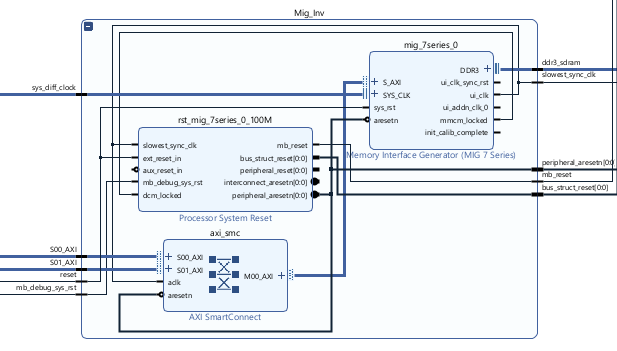 Mig_Inv
mig_7series_0
DDR3
S_AXI
ui_clk_sync_rst
SYS_CLK
ui_clk
sys_rst
ui_addn_clk_0
aresetn
mmcm_locked
init_calib_complete
Memory Interface Generator (MIG 7 Series)
ddr3_sdram
slowest_sync_clk
sys_diff_clock
rst_mig_7series_0_100M
slowest_sync_clk
mb_reset
ext_reset_in
bus_struct_reset[0:0]
aux_reset_in
peripheral_reset[0:0]
mb_debug_sys_rst
interconnect_aresetn[0:0]
dcm_locked
peripheral_aresetn[0:0]
Processor System Reset
peripheral_aresetn[0:0]
mb_reset
bus_struct_reset[0:0]
axi_smc
S00_AXI
S01_AXI
M00_AXI
aclk
aresetn
AXI SmartConnect
S00_AXI
S01_AXI
reset
mb_debug_sys_rst